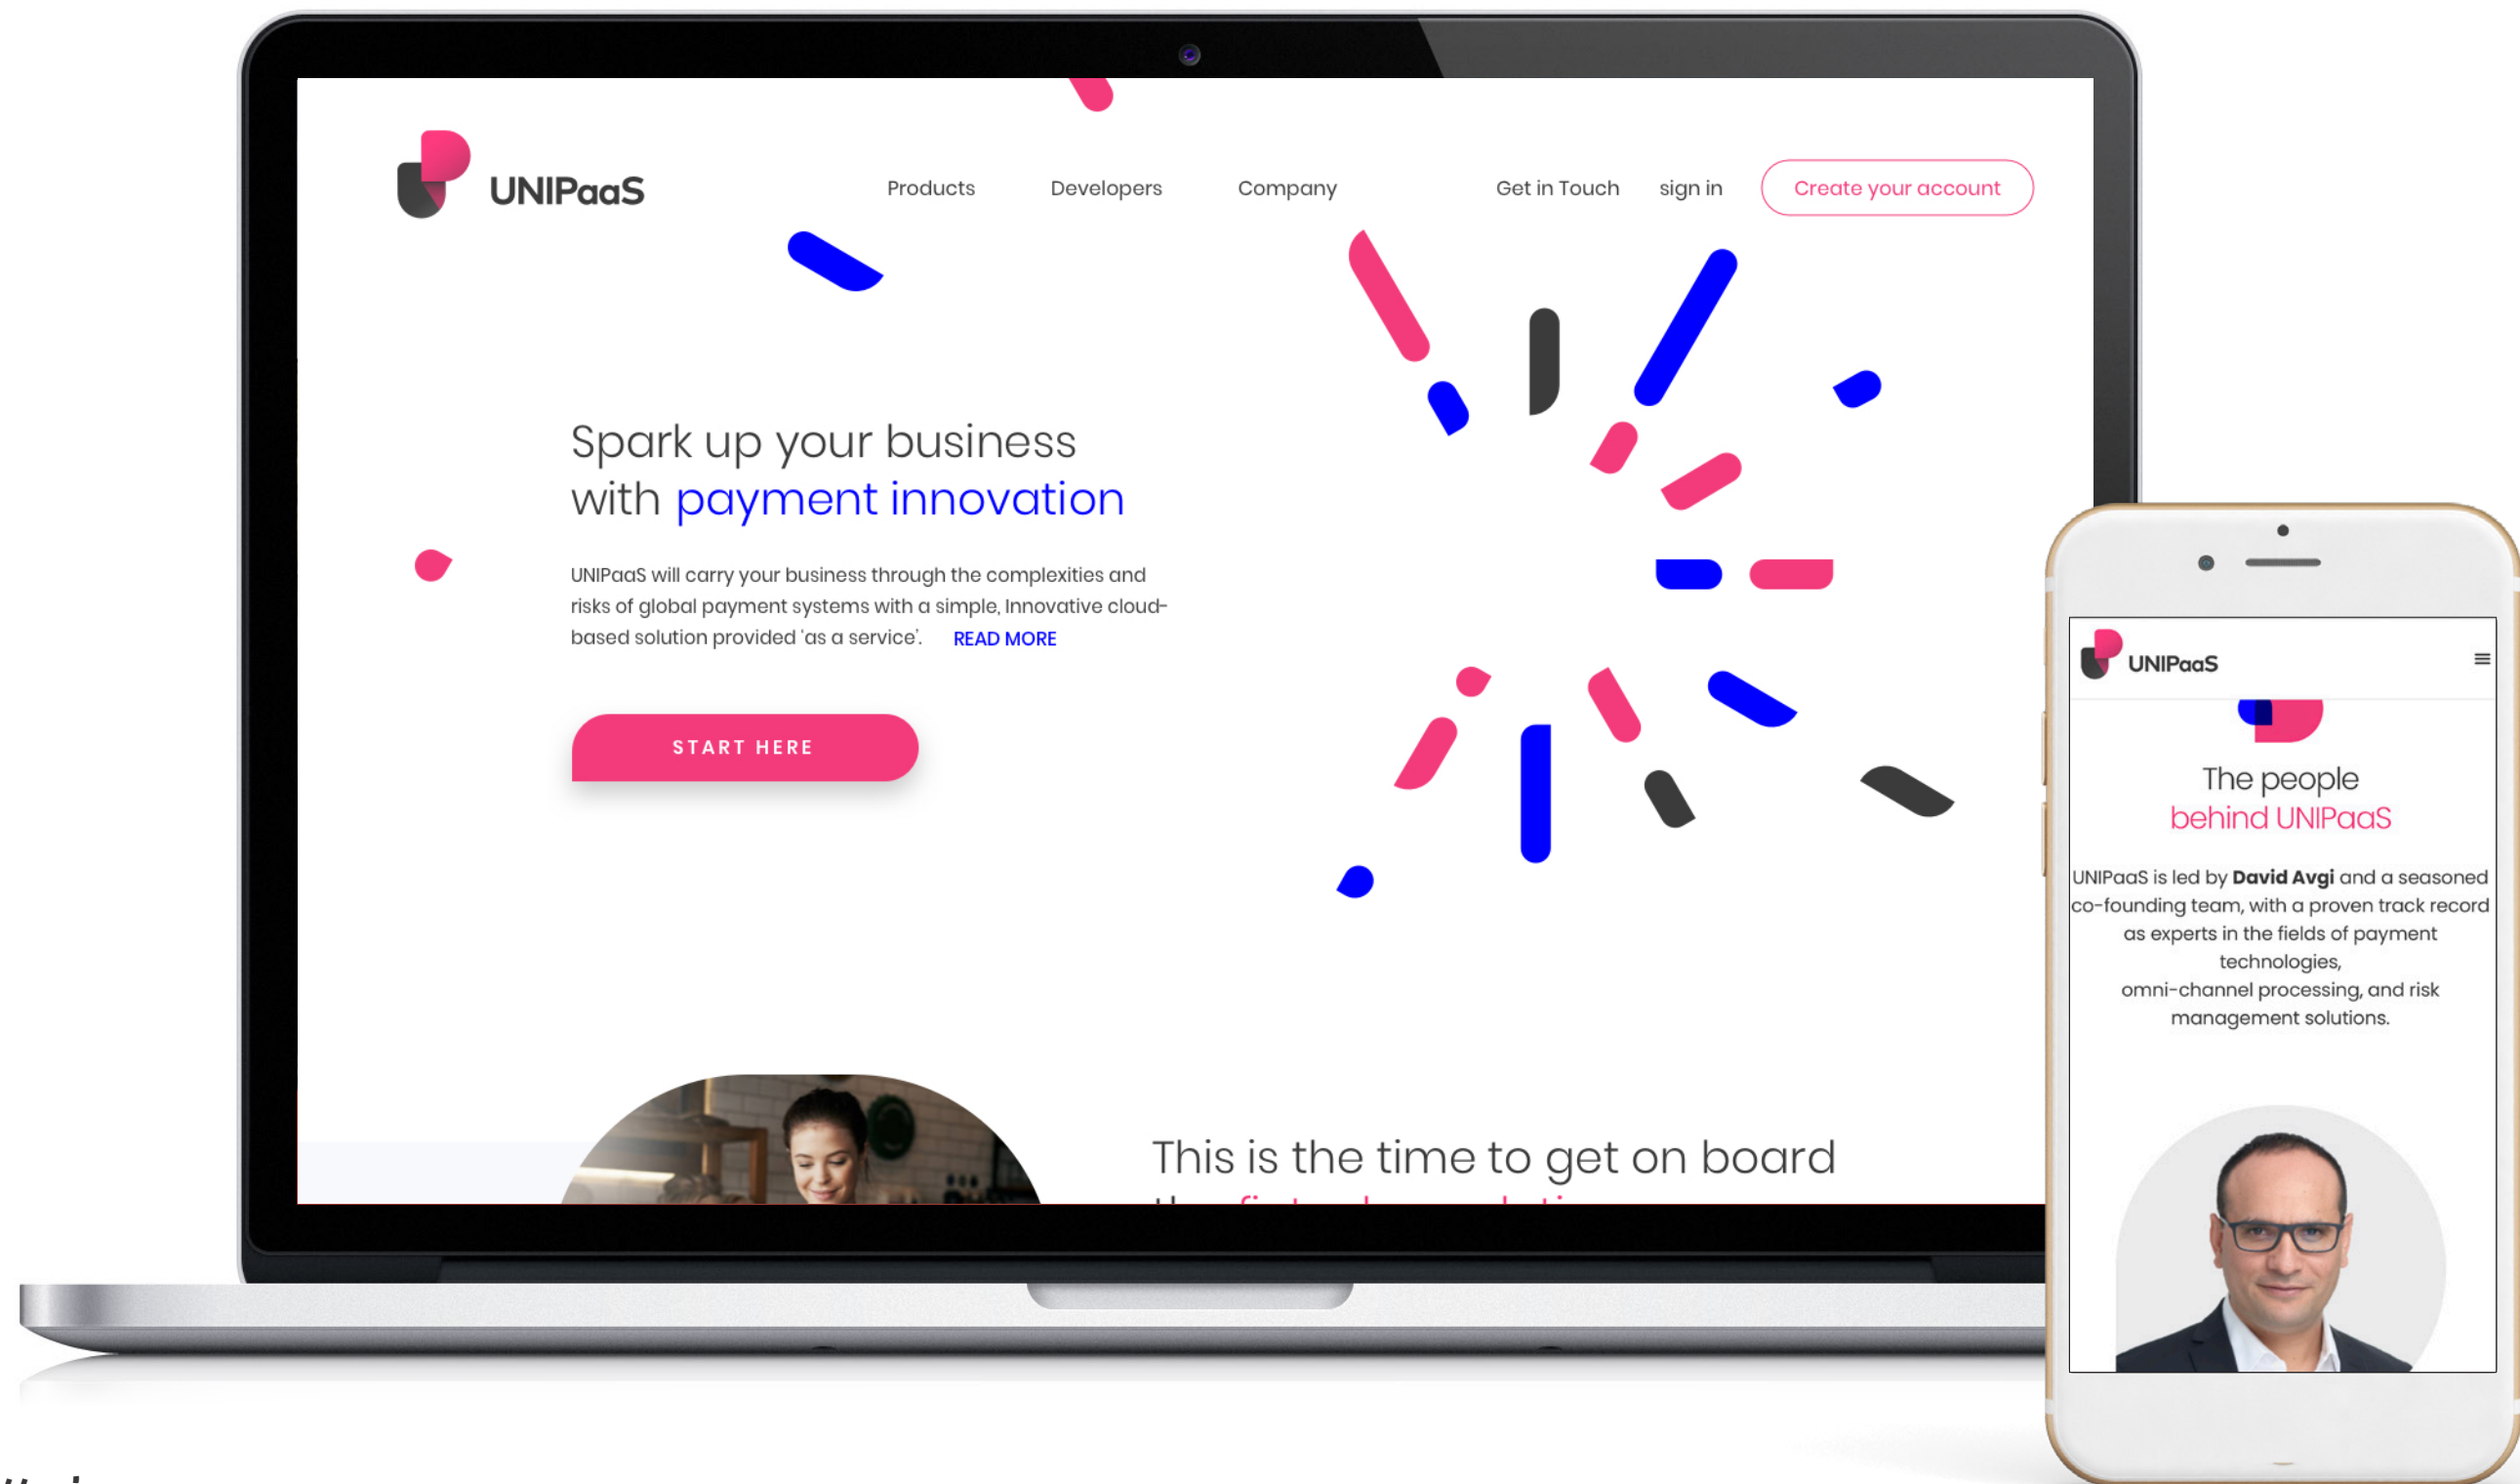 UNIPaaS
Products
Developers
Company
Get in Touch
sign in
Create your account
Spark up your business
with payment innovation
UNIPaaS will carry your business through the complexities and
risks of global payment systems with a simple, Innovative cloud-
based solution provided ‘as a service’. READ MORE
START HERE
This is the time to get on board
UNIPaaS
The people
behind UNIPaaS
UNIPaaS is led by David Avgi and a seasoned
co-founding team, with a proven track record
as experts in the fields of payment
technologies,
omni-channel processing, and risk
management solutions.